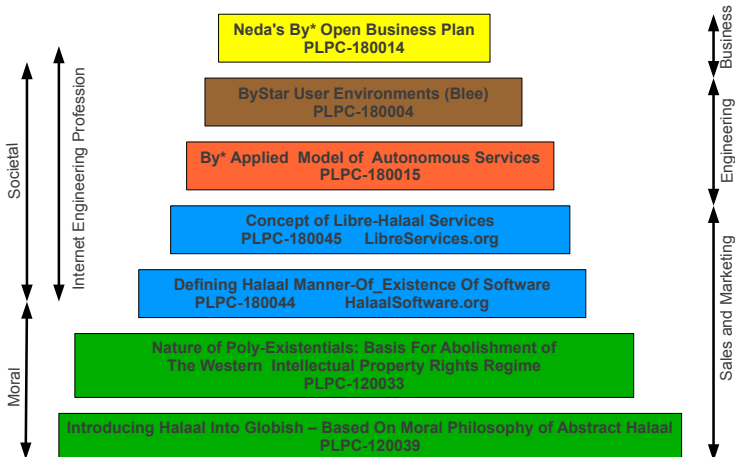 Neda's By* Open Business Plan
PLPC-180014
ByStar User Environments (Blee)
PLPC-180004
By* Applied Model of Autonomous Services
PLPC-180015
Concept of Libre-Halaal Services
PLPC-180045 LibreServices.org
Defining Halaal Manner-Of_Existence Of Software
PLPC-180044 HalaalSoftware.org
Nature of Poly-Existentials: Basis For Abolishment of
The Western Intellectual Property Rights Regime
PLPC-120033
Introducing Halaal Into Globish – Based On Moral Philosophy of Abstract Halaal
PLPC-120039
Societal
Moral
Internet Engineering Profession
Business
Engineering
Sales and Marketing